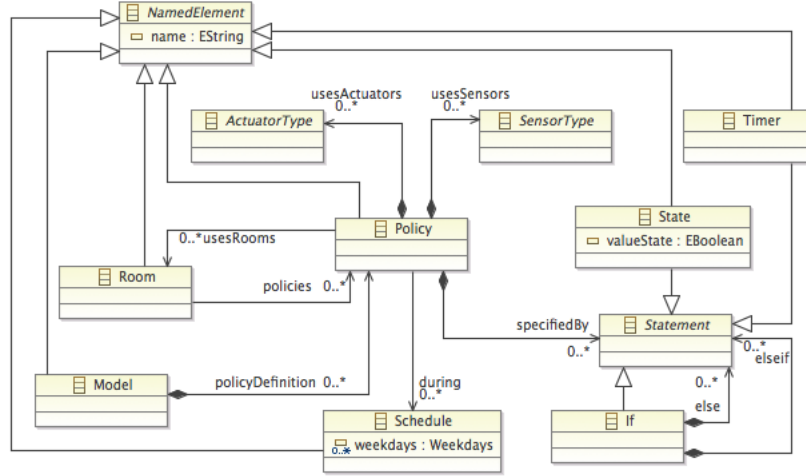 NamedElement
name : EString
usesActuators
0..*
usesSensors
0..*
ActuatorType
SensorType
Timer
Policy
State
valueState : EBoolean
0..*usesRooms
Room
policies 0..*
specifiedBy
0..*
Statement
0..*
elseif
Model
policyDefinition 0..*
during
0..*
0..*
else
Schedule
0..* weekdays : Weekdays
If